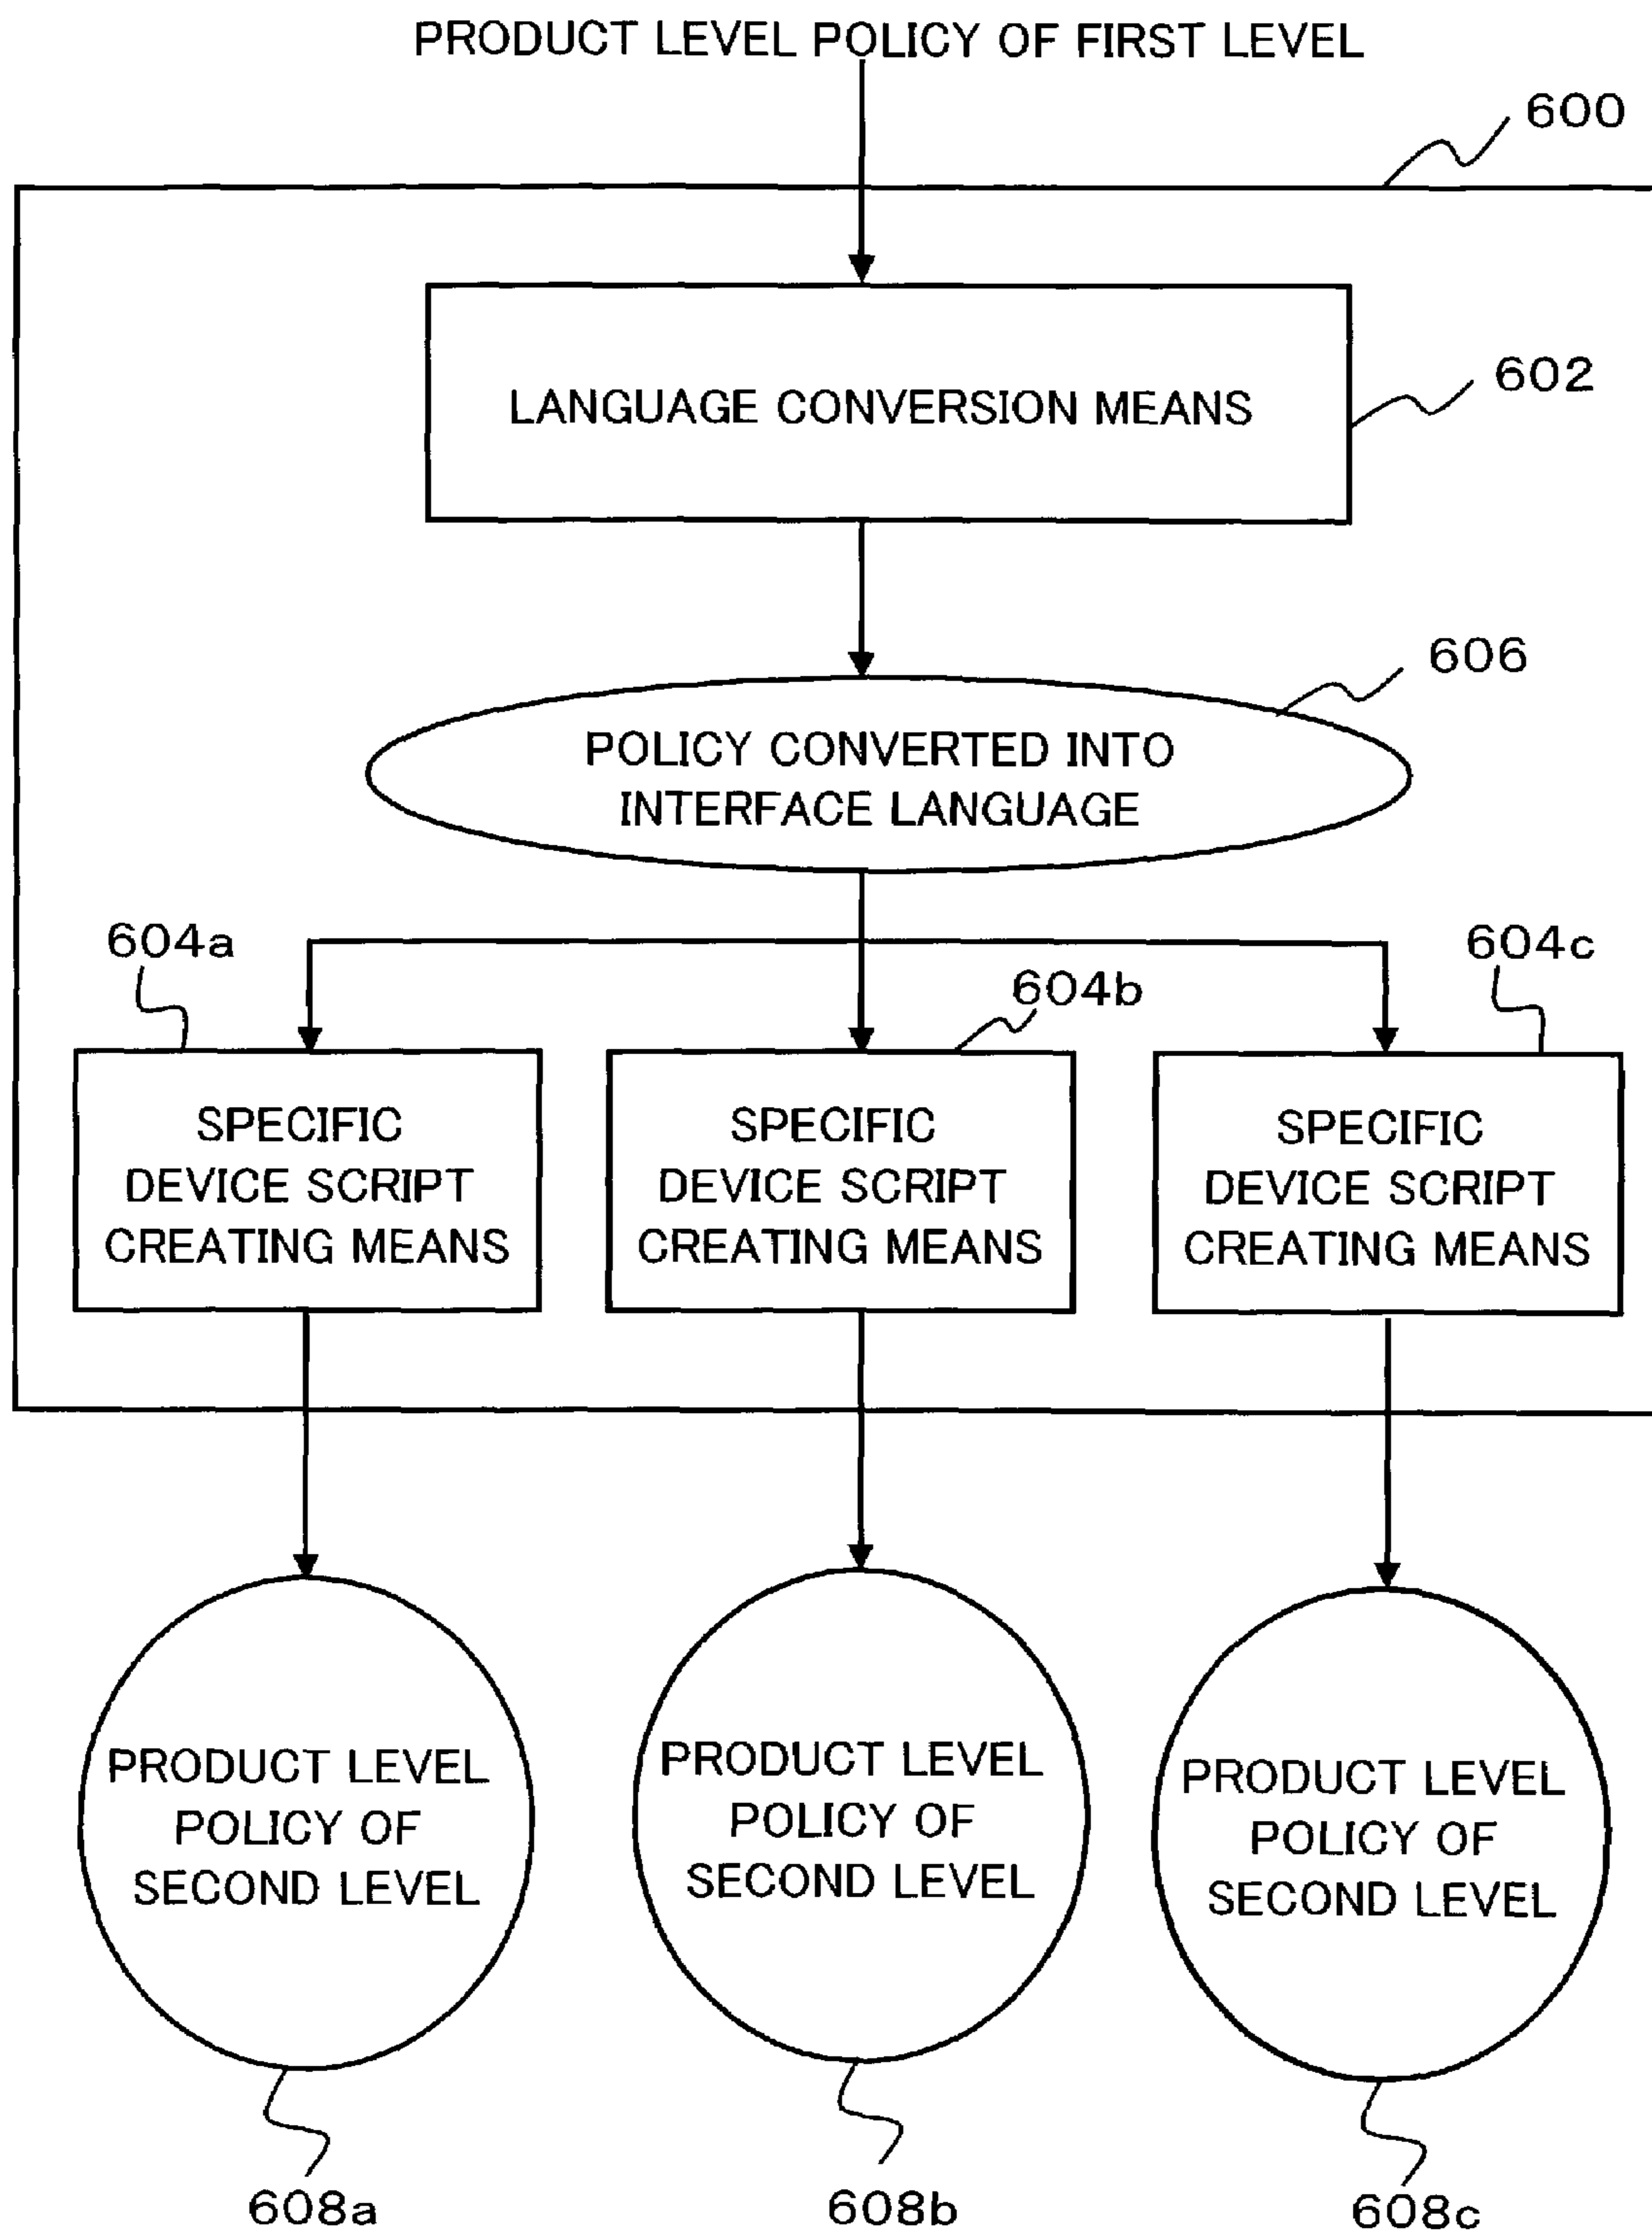 PRODUCT LEVEL POLICY OF FIRST LEVEL
600
LANGUAGE CONVERSION MEANS
602
606
POLICY CONVERTED INTO
INTERFACE LANGUAGE
604a
604b
604c
SPECIFIC
DEVICE SCRIPT
CREATING MEANS
SPECIFIC
DEVICE SCRIPT
CREATING MEANS
SPECIFIC
DEVICE SCRIPT
CREATING MEANS
PRODUCT LEVEL
POLICY OF
SECOND LEVEL
PRODUCT LEVEL
POLICY OF
SECOND LEVEL
PRODUCT LEVEL
POLICY OF
SECOND LEVEL
608a
608b
608c